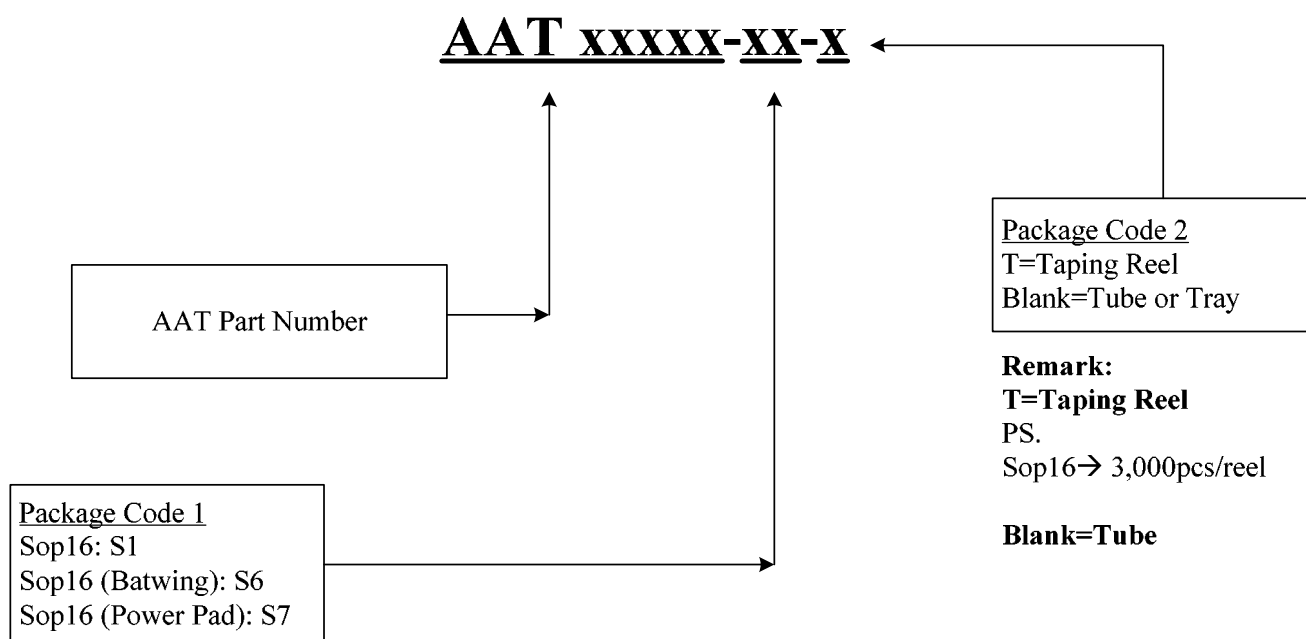 AAT xxxxx-xx-x
Package Code 2
T=Taping Reel
Blank=Tube or Tray
AAT Part Number
Remark:
T=Taping Reel
PS.
Sop16→ 3,000pcs/reel
Blank=Tube
Package Code 1
Sop16: S1
Sop16 (Batwing): S6
Sop16 (Power Pad): S7